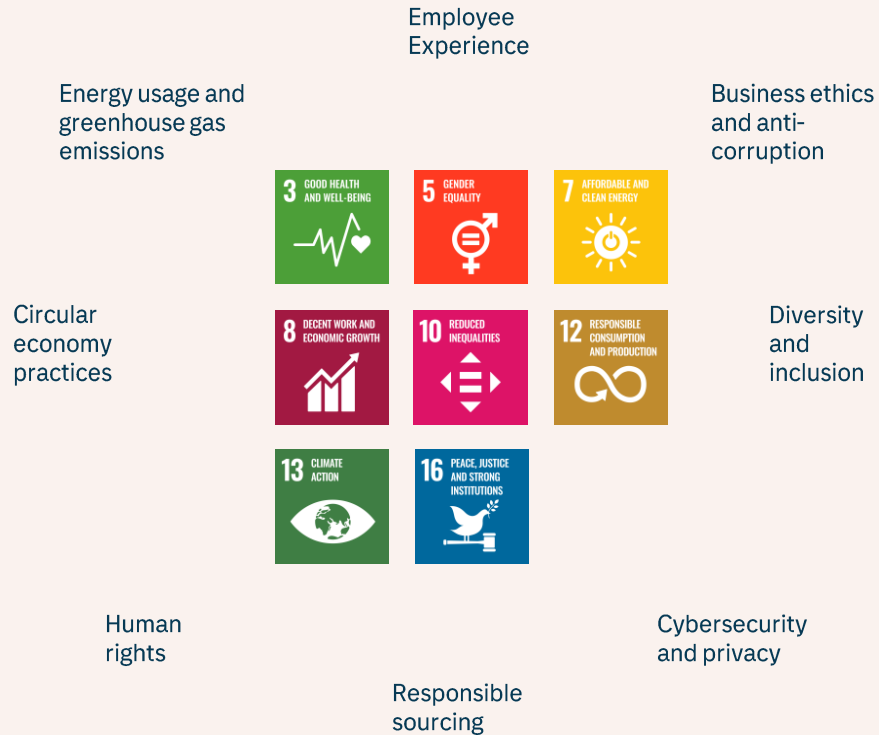 Employee
Experience
Energy usage and
greenhouse gas
emissions
Business ethics
and anti-
corruption
3 GOOD HEALTH
AND WELL-BEING
5 GENDER
EQUALITY
7 AFFORDABLE AND
CLEAN ENERGY
Circular
economy
practices
8 DECENT WORK AND
ECONOMIC GROWTH
10 REDUCED
INEQUALITIES
12 RESPONSIBLE
CONSUMPTION
AND PRODUCTION
Diversity
and
inclusion
13 CLIMATE
ACTION
16 PEACE, JUSTICE
AND STRONG
INSTITUTIONS
Human
rights
Cybersecurity
and privacy
Responsible
sourcing